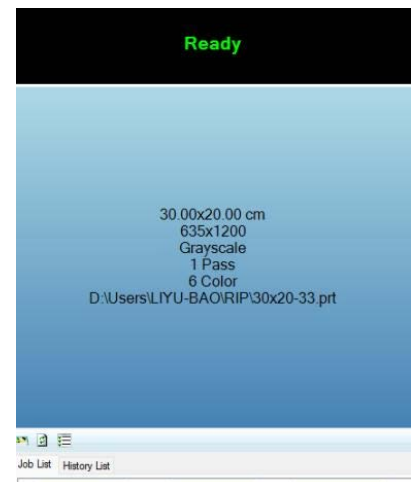 Ready
30.00x20.00 cm
635x1200
Grayscale
1 Pass
6 Color
D:\Users\LIYU-BAO\RIP\30x20-33.prt
Job List History List